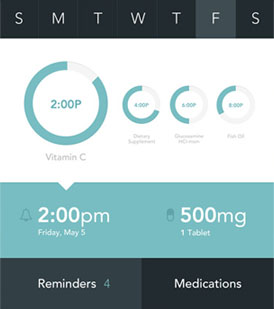 S M T W T F S
2:00P
4:00P 6:00P 8:00P
Vitamin C
Dietary Supplement
Glucosamine HCl msm
Fish Oil
2:00pm
Friday, May 5
500mg
1 Tablet
Reminders 4
Medications